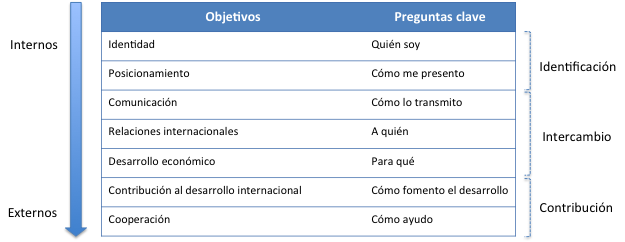 Objetivos Preguntas clave
Internos Identidad Quién soy
Posicionamiento Cómo me presento Identificación
Comunicación Cómo lo transmito
Relaciones internacionales A quién Intercambio
Desarrollo económico Para qué
Contribución al desarrollo internacional Cómo fomento el desarrollo
Externos Cooperación Cómo ayudo Contribución